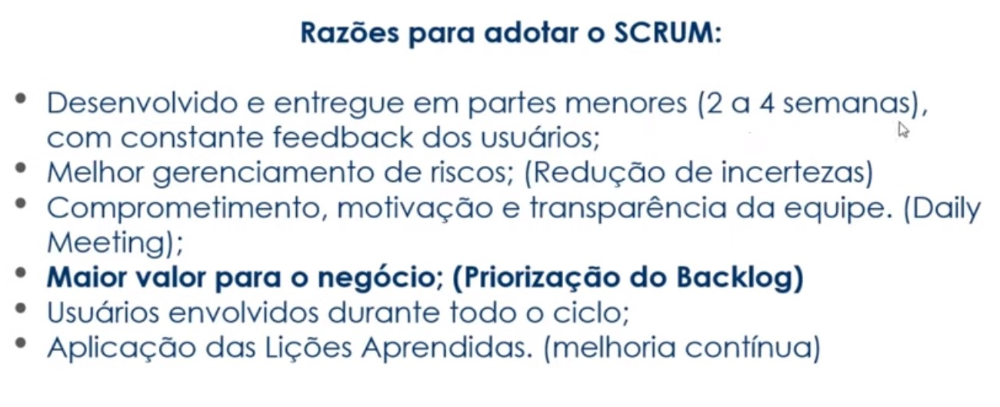 Razões para adotar o SCRUM:
• Desenvolvido e entregue em partes menores (2 a 4 semanas),
com constante feedback dos usuários;
• Melhor gerenciamento de riscos; (Redução de incertezas)
• Comprometimento, motivação e transparência da equipe. (Daily
Meeting);
• Maior valor para o negócio; (Priorização do Backlog)
• Usuários envolvidos durante todo o ciclo;
• Aplicação das Lições Aprendidas. (melhoria contínua)